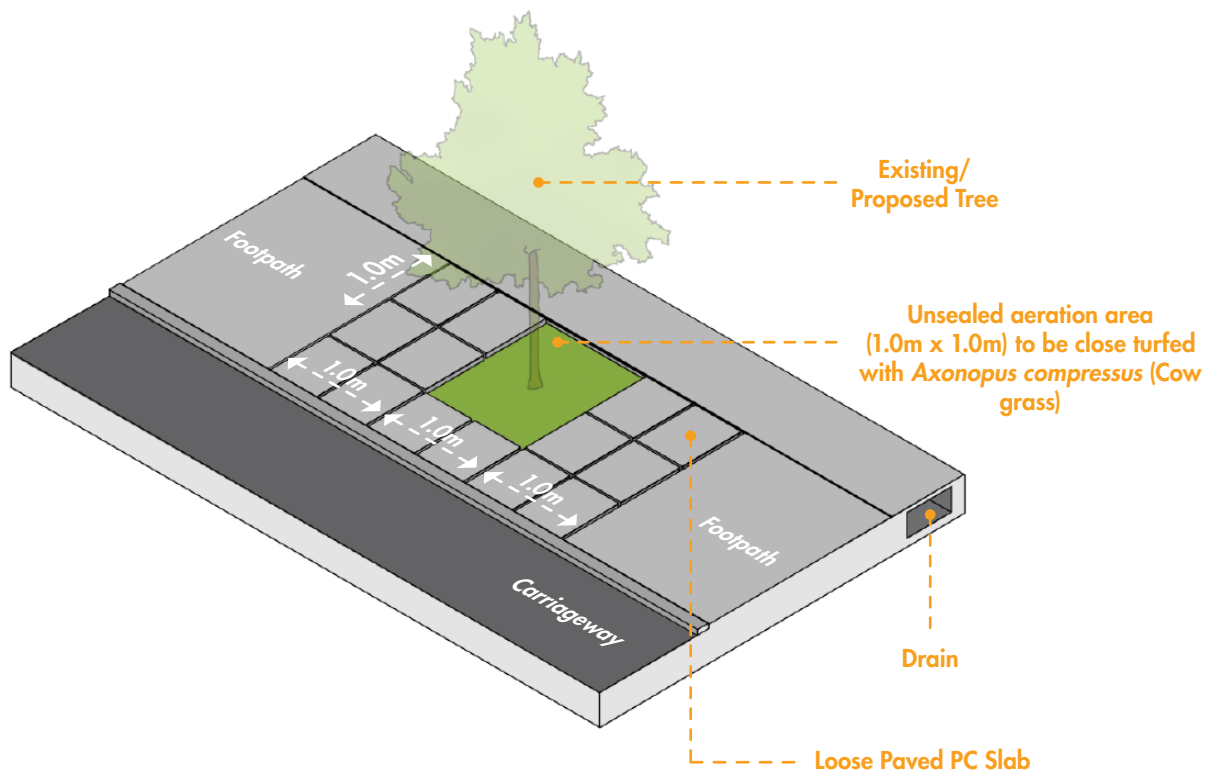 Existing/
Proposed Tree
Footpath
1.0m
Unsealed aeration area
(1.0m x 1.0m) to be close turfed
with Axonopus compressus (Cow
grass)
1.0m
1.0m
1.0m
Footpath
Carriageway
Drain
Loose Paved PC Slab